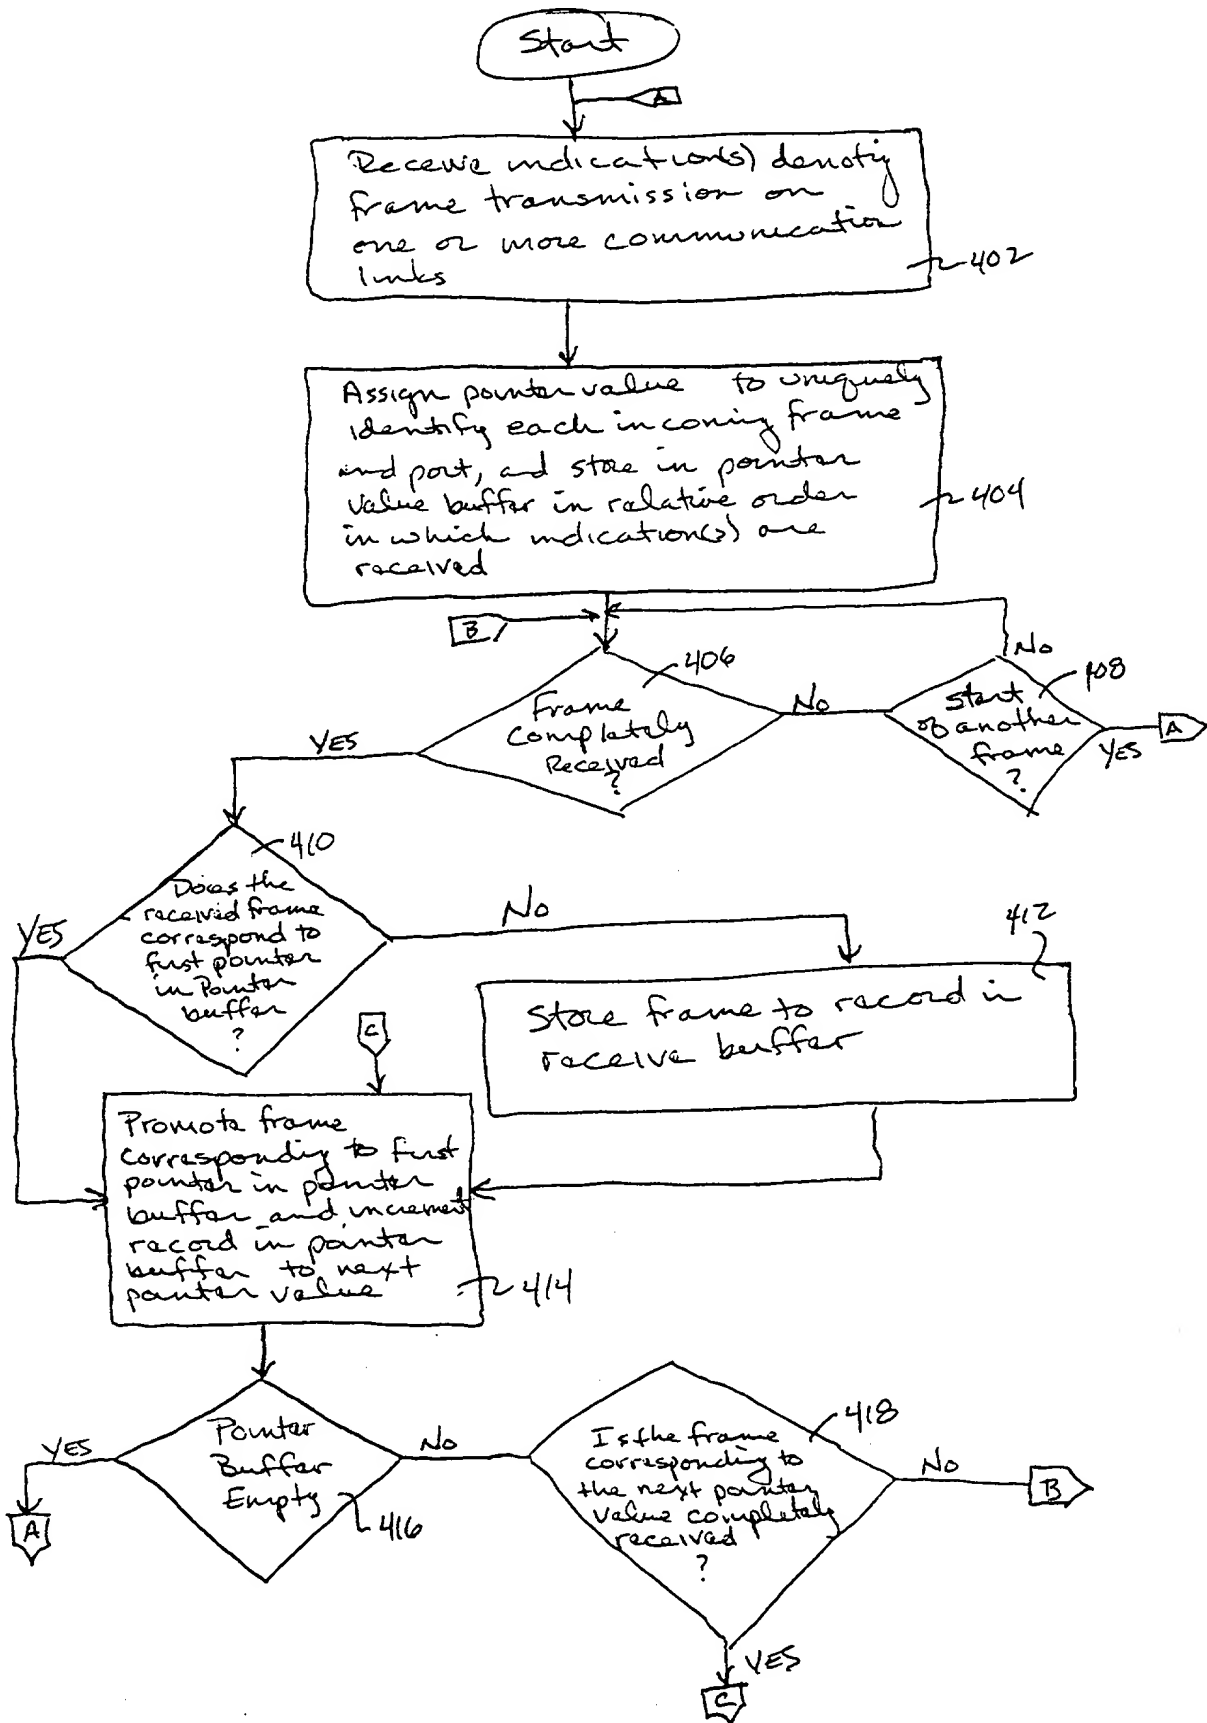 Start
A
Receive indication(s) denoting
frame transmission on
one or more communication
links
402
Assign pointer value to uniquely
identify each incoming frame
and port, and store in pointer
value buffer in relative order
in which indication(s) are
received
404
B
406
Frame
Completely
Received
?
No
YES
No
408
Start
of another
frame
?
YES
A
410
Does the
received frame
correspond to
first pointer
in Pointer
buffer
?
YES
No
412
Store frame to record in
receive buffer
C
Promote frame
corresponding to first
pointer in pointer
buffer and increment
record in pointer
buffer to next
pointer value
414
Pointer
Buffer
Empty
416
YES
A
No
418
Is the frame
corresponding to
the next pointer
value completely
received
?
No
B
YES
C